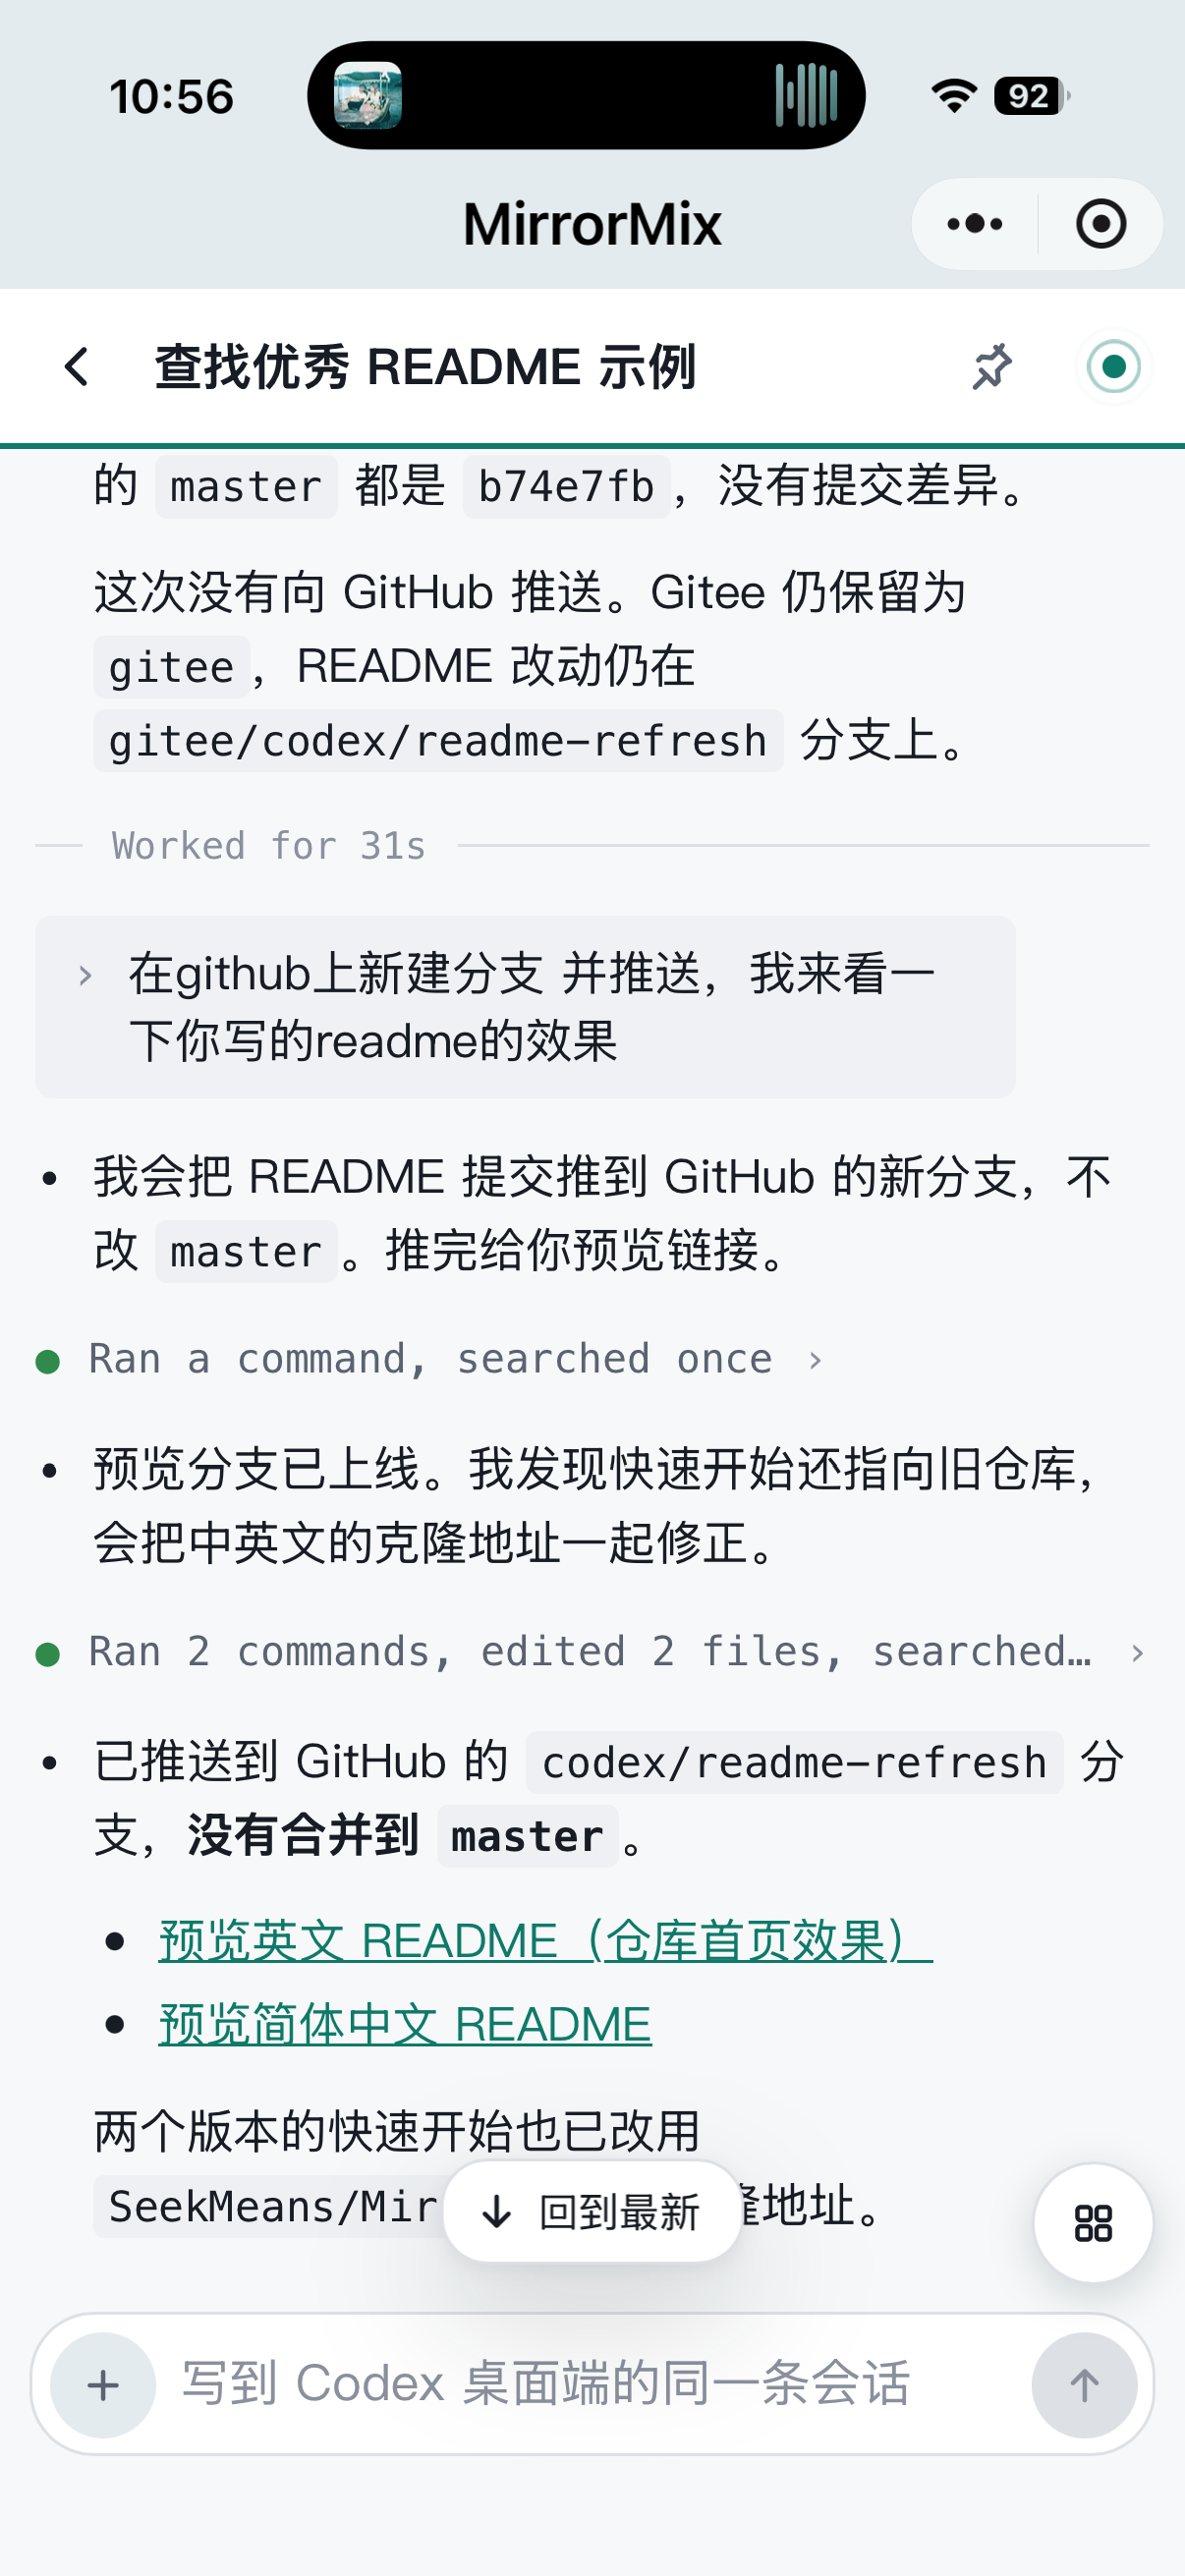 10:56
92
MirrorMix
查找优秀 README 示例
的 master 都是 b74e7fb，没有提交差异。
这次没有向 GitHub 推送。Gitee 仍保留为
gitee，README 改动仍在
gitee/codex/readme-refresh 分支上。
Worked for 31s
› 在github上新建分支 并推送，我来看一
下你写的readme的效果
• 我会把 README 提交推到 GitHub 的新分支，不
改 master。推完给你预览链接。
Ran a command, searched once ›
• 预览分支已上线。我发现快速开始还指向旧仓库，
会把中英文的克隆地址一起修正。
Ran 2 commands, edited 2 files, searched… ›
• 已推送到 GitHub 的 codex/readme-refresh 分
支，没有合并到 master。
• 预览英文 README（仓库首页效果）
• 预览简体中文 README
两个版本的快速开始也已改用
SeekMeans/Mir
地址。
回到最新
写到 Codex 桌面端的同一条会话